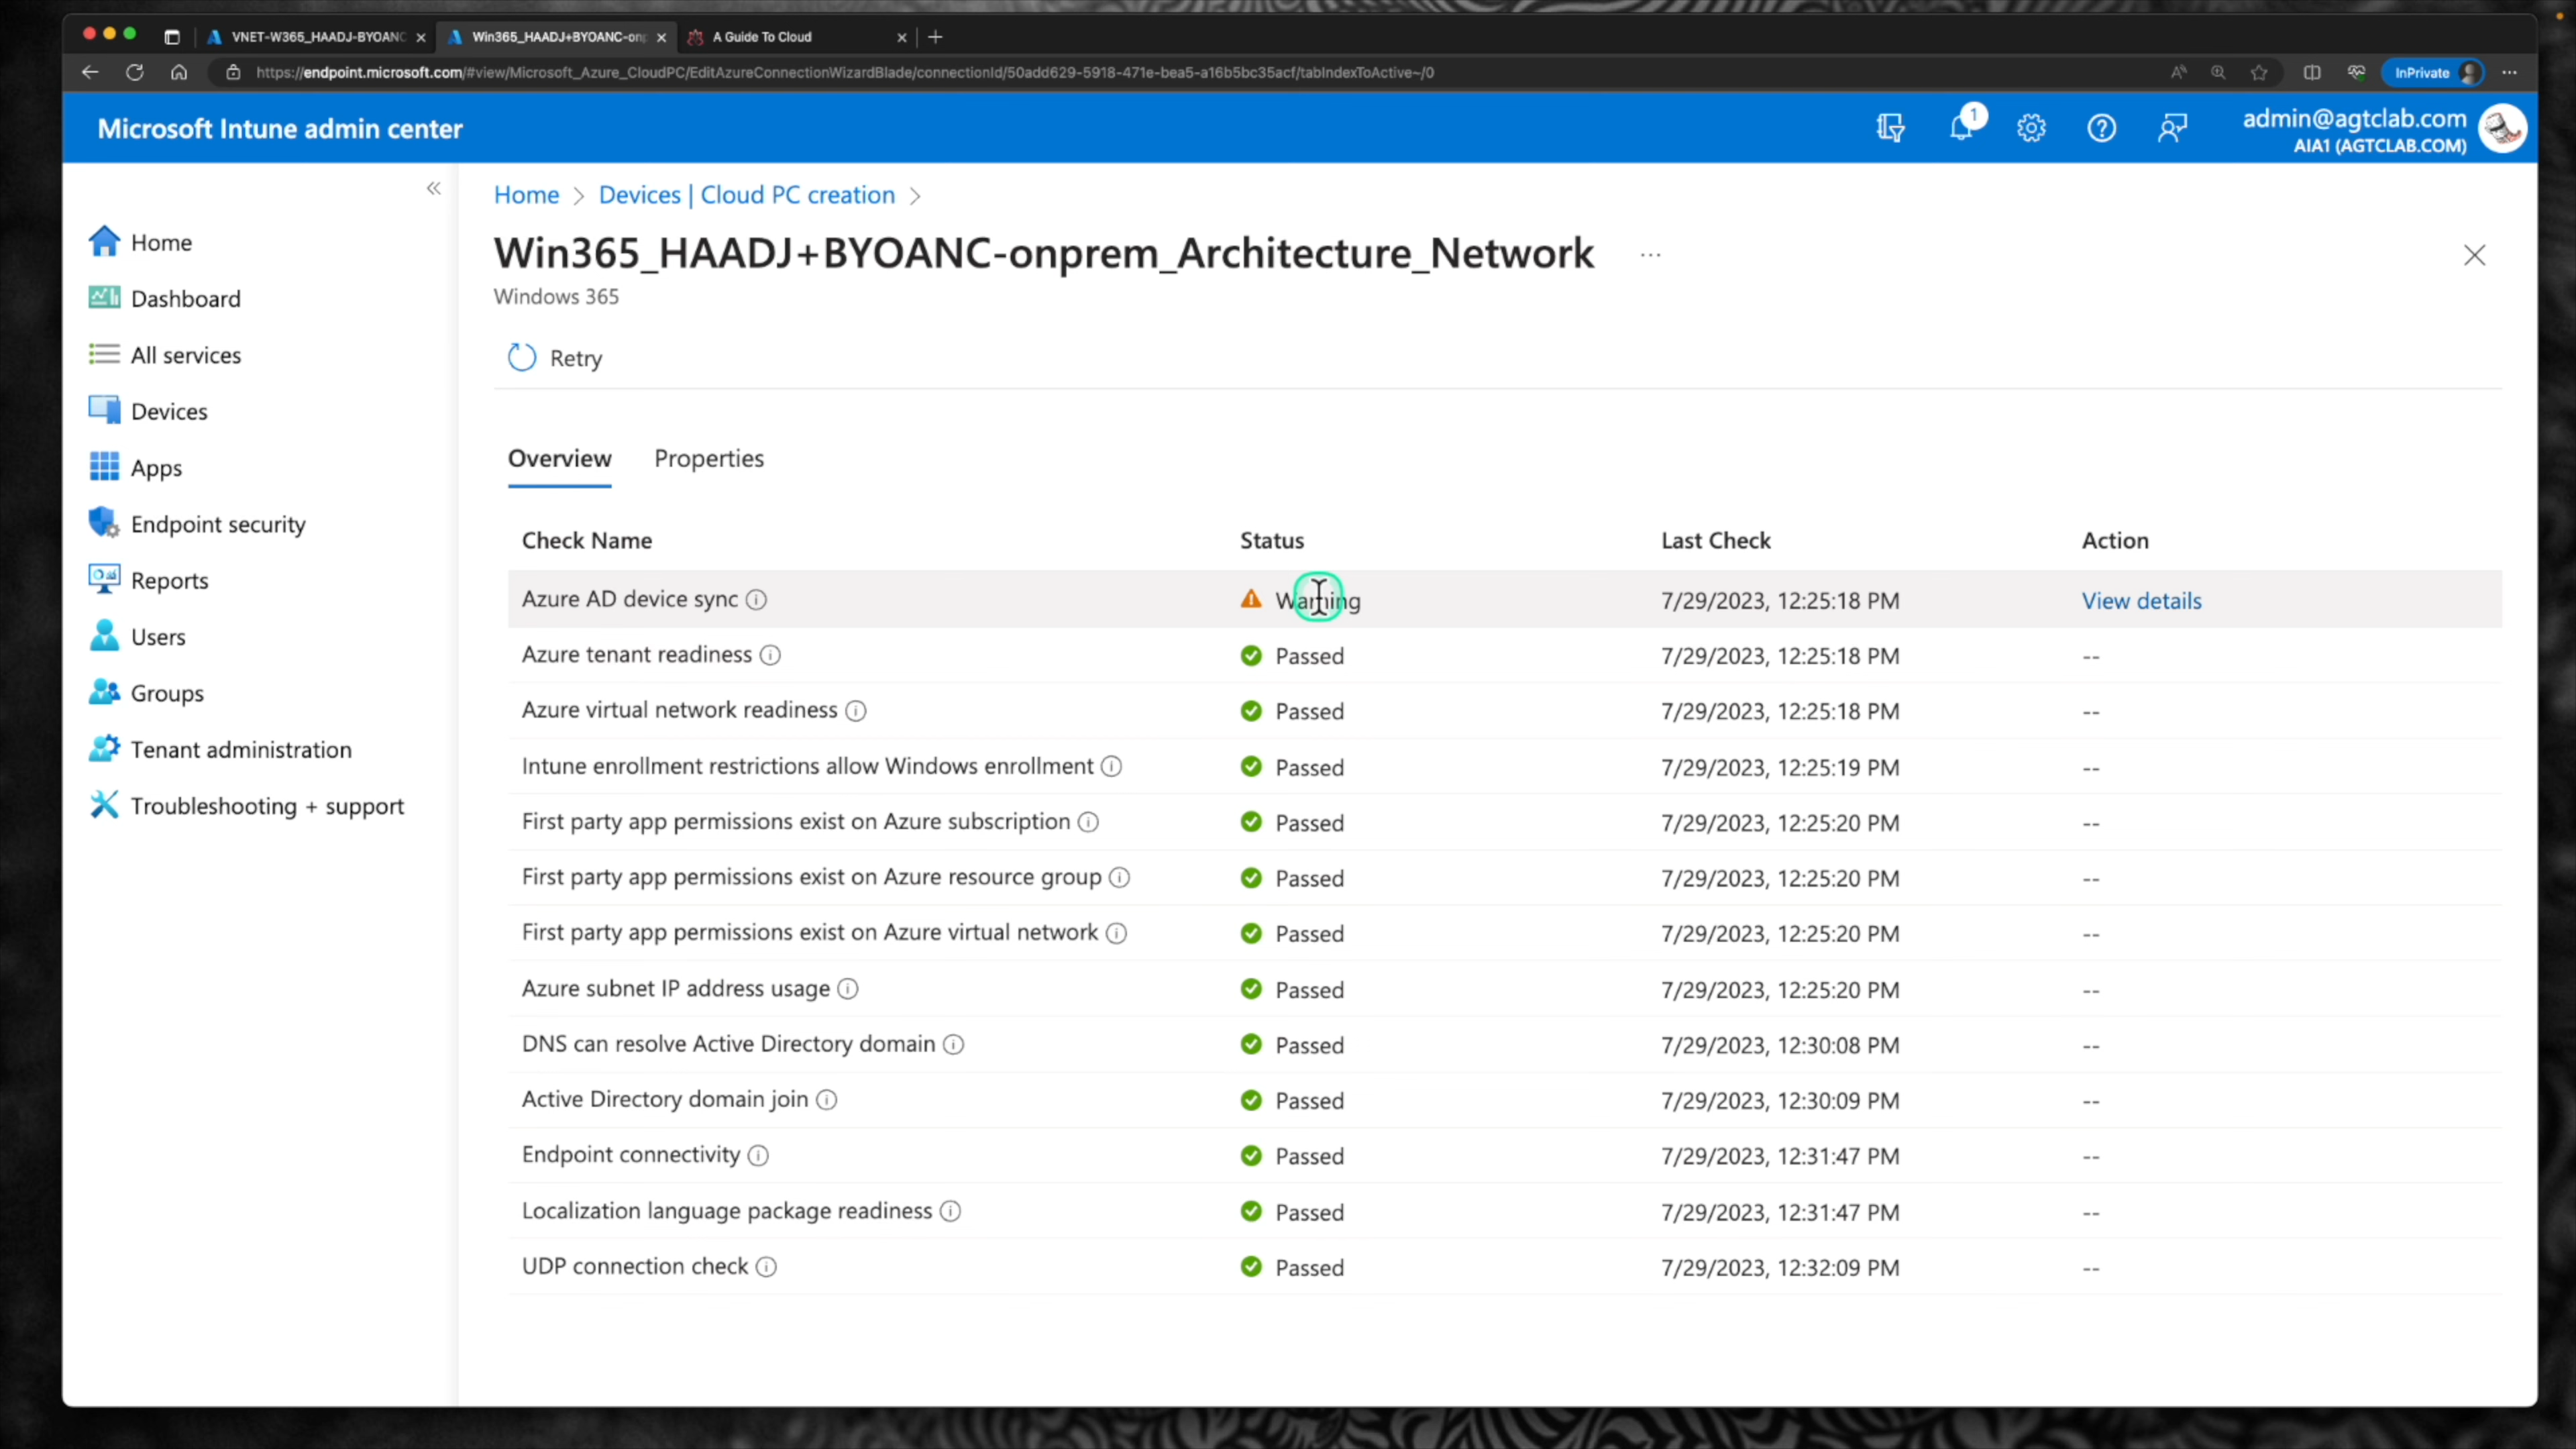 VNET-W365_HAADJ-BYOANC
Win365_HAADJ+BYOANC-on
A Guide To Cloud
https://endpoint.microsoft.com/#view/Microsoft_Azure_CloudPC/EditAzureConnectionWizardBlade/connectionId/50add629-5918-471e-bea5-a16b5bc35acf/tabIndexToActive~/0
InPrivate
Microsoft Intune admin center
1
admin@agtclab.com
AIA1 (AGTCLAB.COM)
Home
Dashboard
All services
Devices
Apps
Endpoint security
Reports
Users
Groups
Tenant administration
Troubleshooting + support
Home > Devices | Cloud PC creation >
Win365_HAADJ+BYOANC-onprem_Architecture_Network ...
Windows 365
Retry
Overview Properties
Check Name Status Last Check Action
Azure AD device sync Warning 7/29/2023, 12:25:18 PM View details
Azure tenant readiness Passed 7/29/2023, 12:25:18 PM --
Azure virtual network readiness Passed 7/29/2023, 12:25:18 PM --
Intune enrollment restrictions allow Windows enrollment Passed 7/29/2023, 12:25:19 PM --
First party app permissions exist on Azure subscription Passed 7/29/2023, 12:25:20 PM --
First party app permissions exist on Azure resource group Passed 7/29/2023, 12:25:20 PM --
First party app permissions exist on Azure virtual network Passed 7/29/2023, 12:25:20 PM --
Azure subnet IP address usage Passed 7/29/2023, 12:25:20 PM --
DNS can resolve Active Directory domain Passed 7/29/2023, 12:30:08 PM --
Active Directory domain join Passed 7/29/2023, 12:30:09 PM --
Endpoint connectivity Passed 7/29/2023, 12:31:47 PM --
Localization language package readiness Passed 7/29/2023, 12:31:47 PM --
UDP connection check Passed 7/29/2023, 12:32:09 PM --